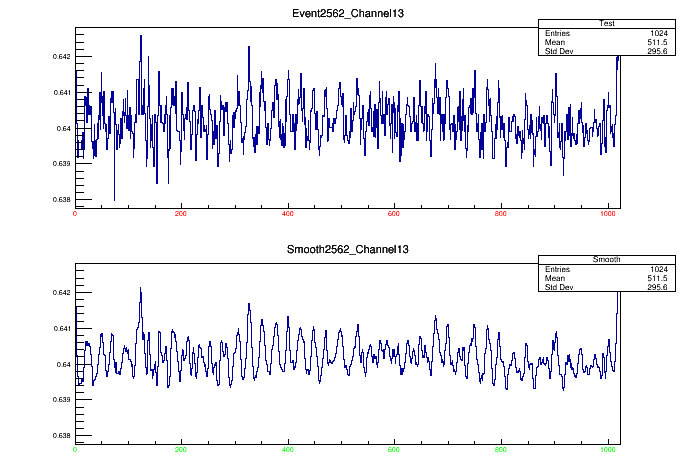 Event2562_Channel13
Test
Entries 1024
Mean 511.5
Std Dev 295.6
0.642
0.641
0.64
0.639
0.638
0 200 400 600 800 1000
Smooth2562_Channel13
Smooth
Entries 1024
Mean 511.5
Std Dev 295.6
0.642
0.641
0.64
0.639
0.638
0 200 400 600 800 1000